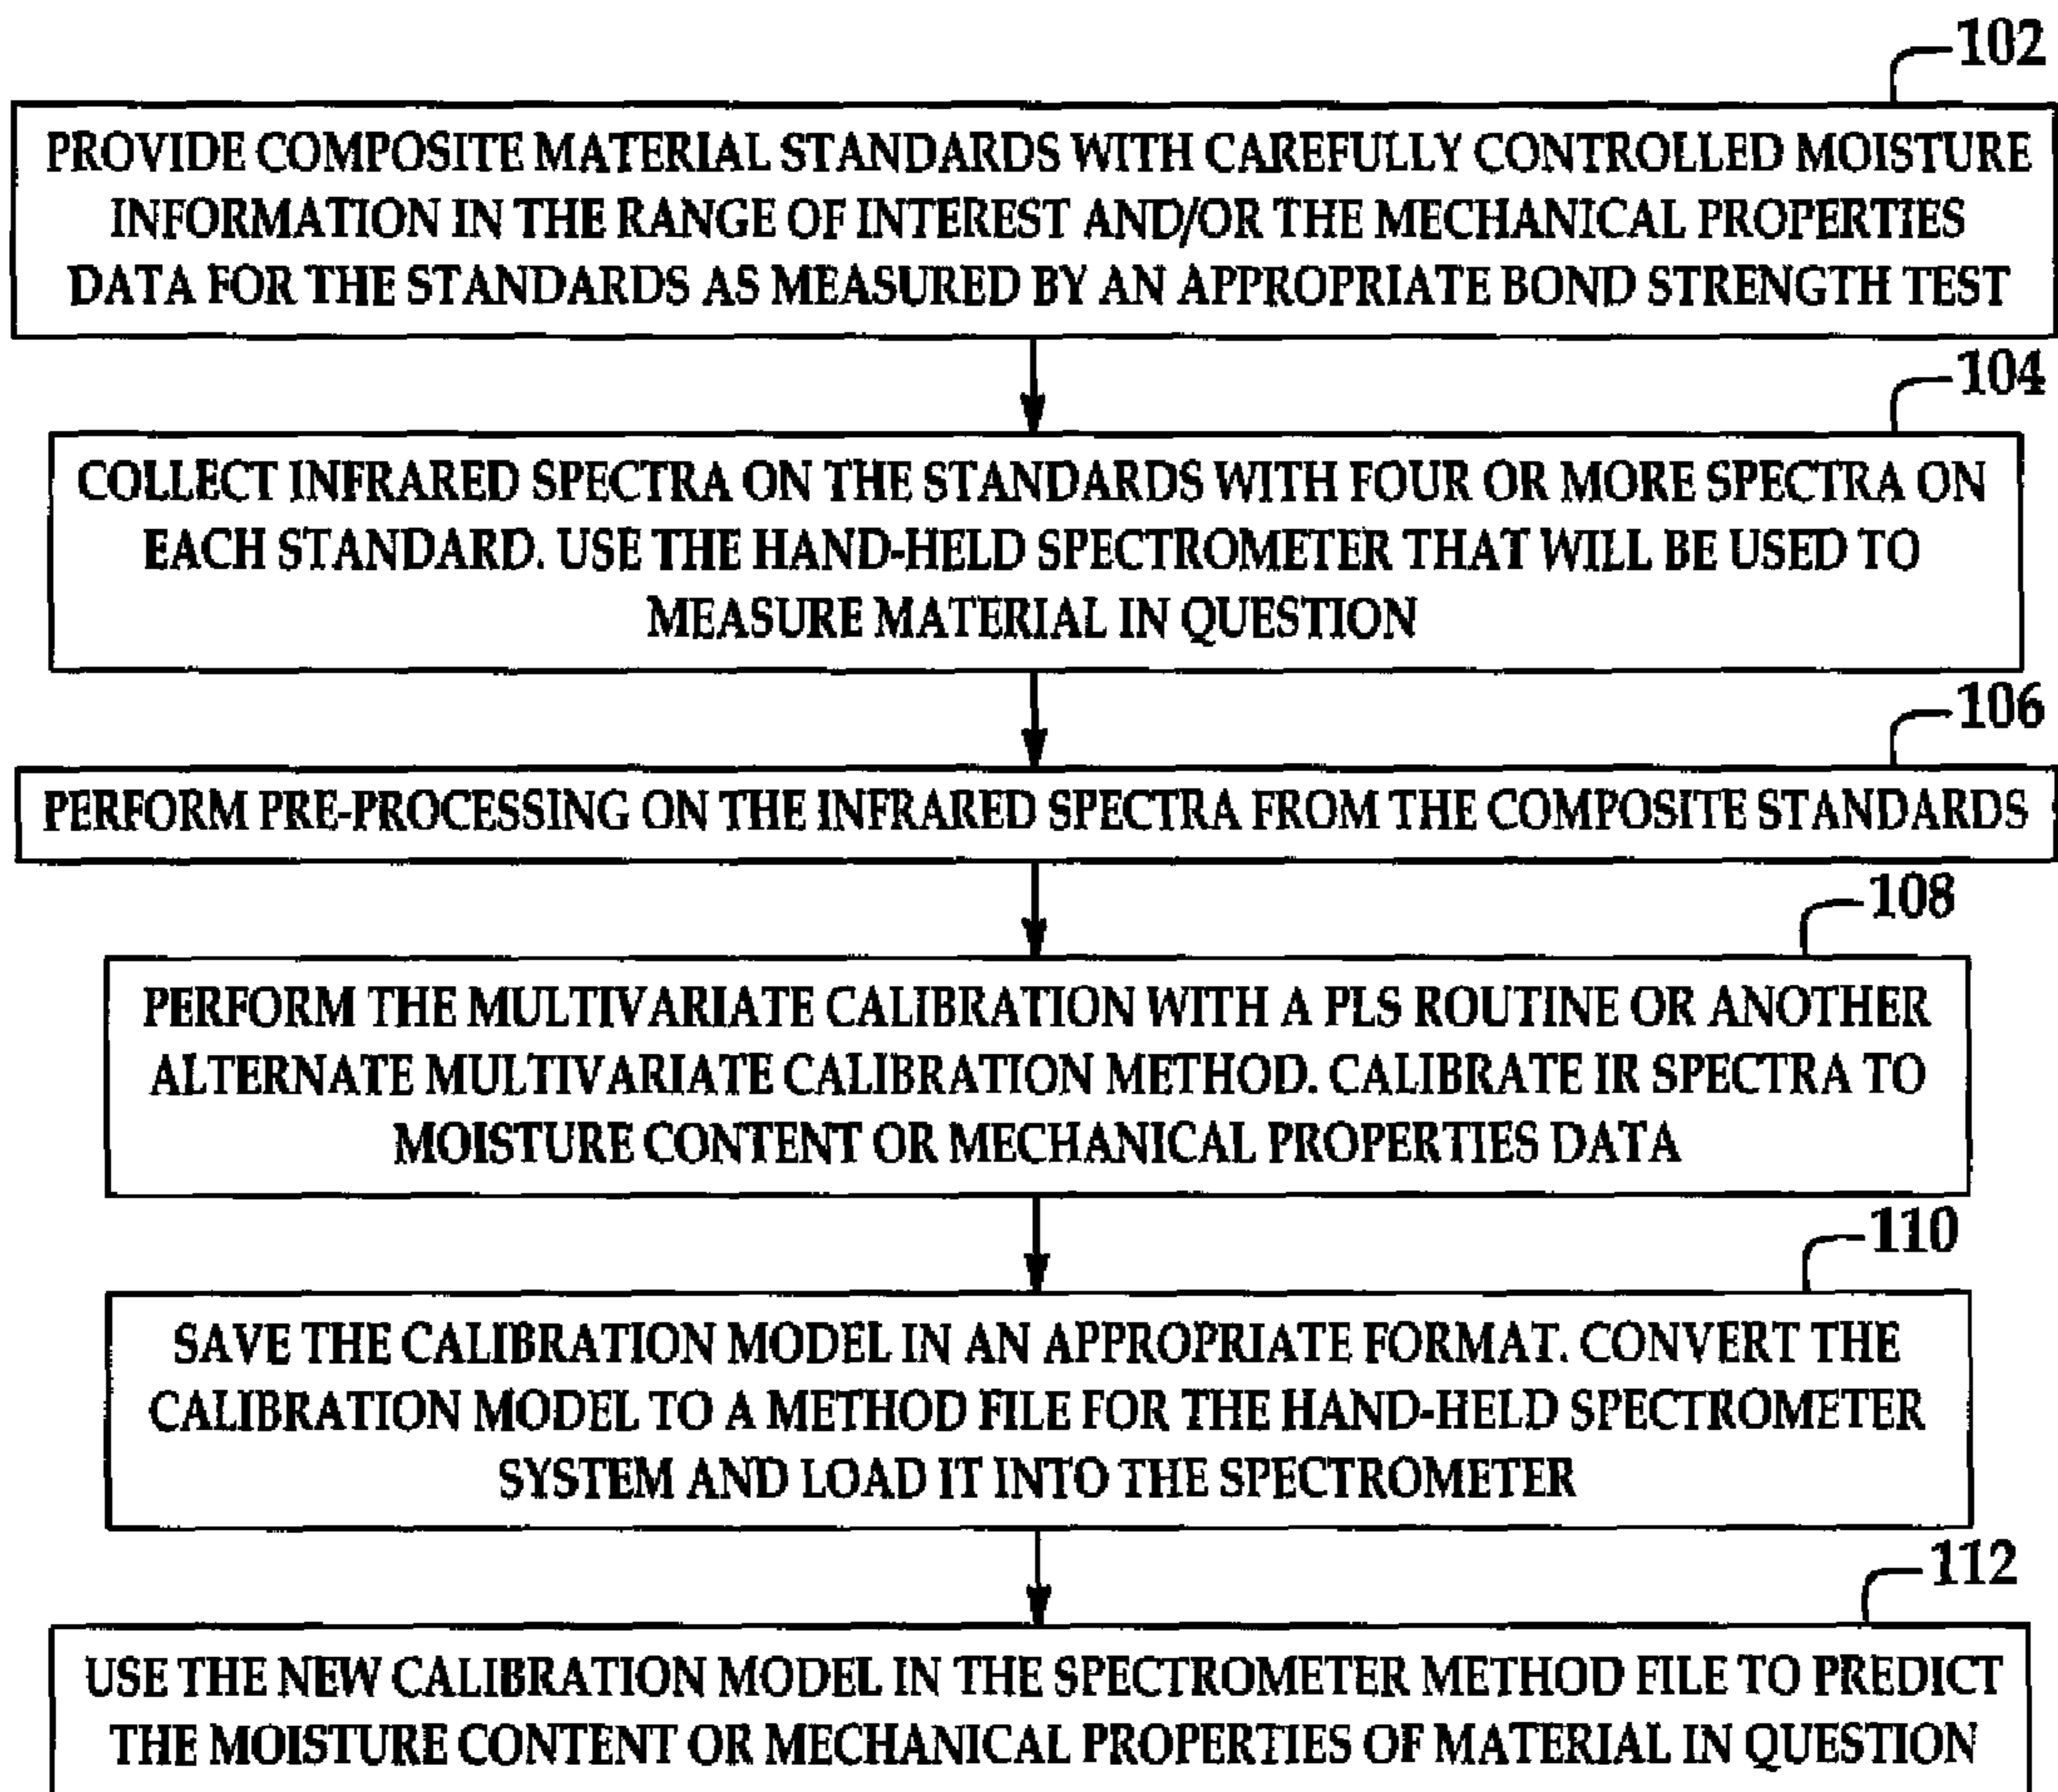 102
PROVIDE COMPOSITE MATERIAL STANDARDS WITH CAREFULLY CONTROLLED MOISTURE
INFORMATION IN THE RANGE OF INTEREST AND/OR THE MECHANICAL PROPERTIES
DATA FOR THE STANDARDS AS MEASURED BY AN APPROPRIATE BOND STRENGTH TEST
104
COLLECT INFRARED SPECTRA ON THE STANDARDS WITH FOUR OR MORE SPECTRA ON
EACH STANDARD. USE THE HAND-HELD SPECTROMETER THAT WILL BE USED TO
MEASURE MATERIAL IN QUESTION
106
PERFORM PRE-PROCESSING ON THE INFRARED SPECTRA FROM THE COMPOSITE STANDARDS
108
PERFORM THE MULTIVARIATE CALIBRATION WITH A PLS ROUTINE OR ANOTHER
ALTERNATE MULTIVARIATE CALIBRATION METHOD. CALIBRATE IR SPECTRA TO
MOISTURE CONTENT OR MECHANICAL PROPERTIES DATA
110
SAVE THE CALIBRATION MODEL IN AN APPROPRIATE FORMAT. CONVERT THE
CALIBRATION MODEL TO A METHOD FILE FOR THE HAND-HELD SPECTROMETER
SYSTEM AND LOAD IT INTO THE SPECTROMETER
112
USE THE NEW CALIBRATION MODEL IN THE SPECTROMETER METHOD FILE TO PREDICT
THE MOISTURE CONTENT OR MECHANICAL PROPERTIES OF MATERIAL IN QUESTION